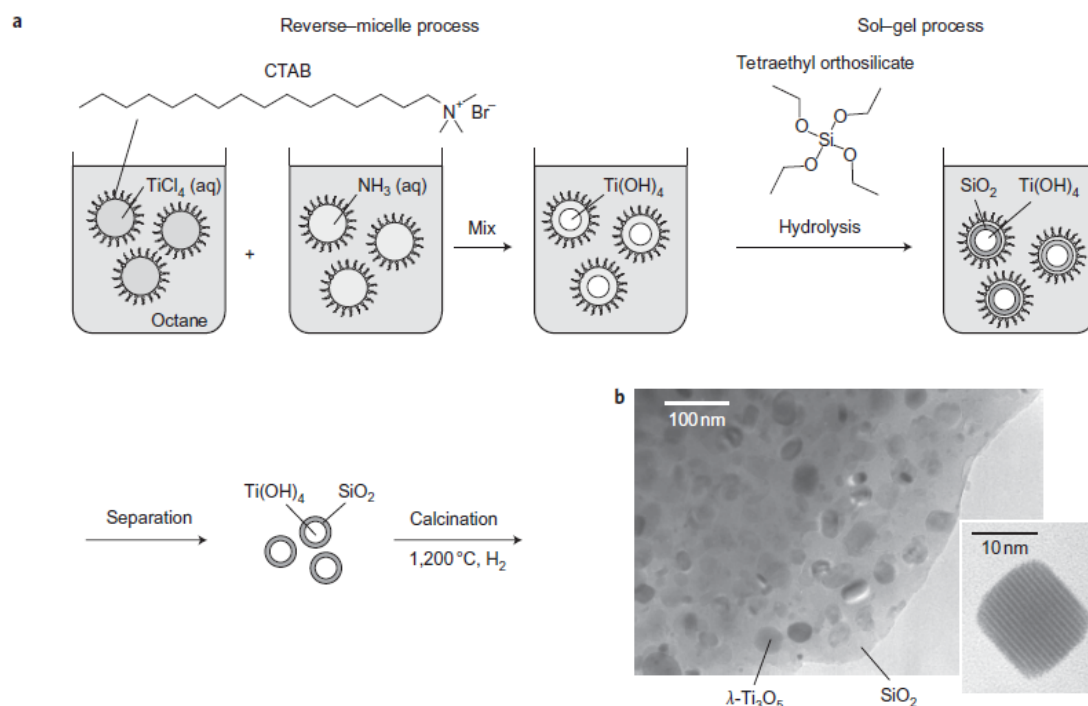 a
Reverse–micelle process
Sol–gel process
CTAB
Tetraethyl orthosilicate
N+ Br–
O
O
Si
O
O
TiCl4 (aq)
NH3 (aq)
Ti(OH)4
SiO2
Ti(OH)4
+
Mix
Hydrolysis
Octane
b
100 nm
Ti(OH)4
SiO2
Separation
Calcination
1,200 °C, H2
10 nm
λ-Ti3O5
SiO2